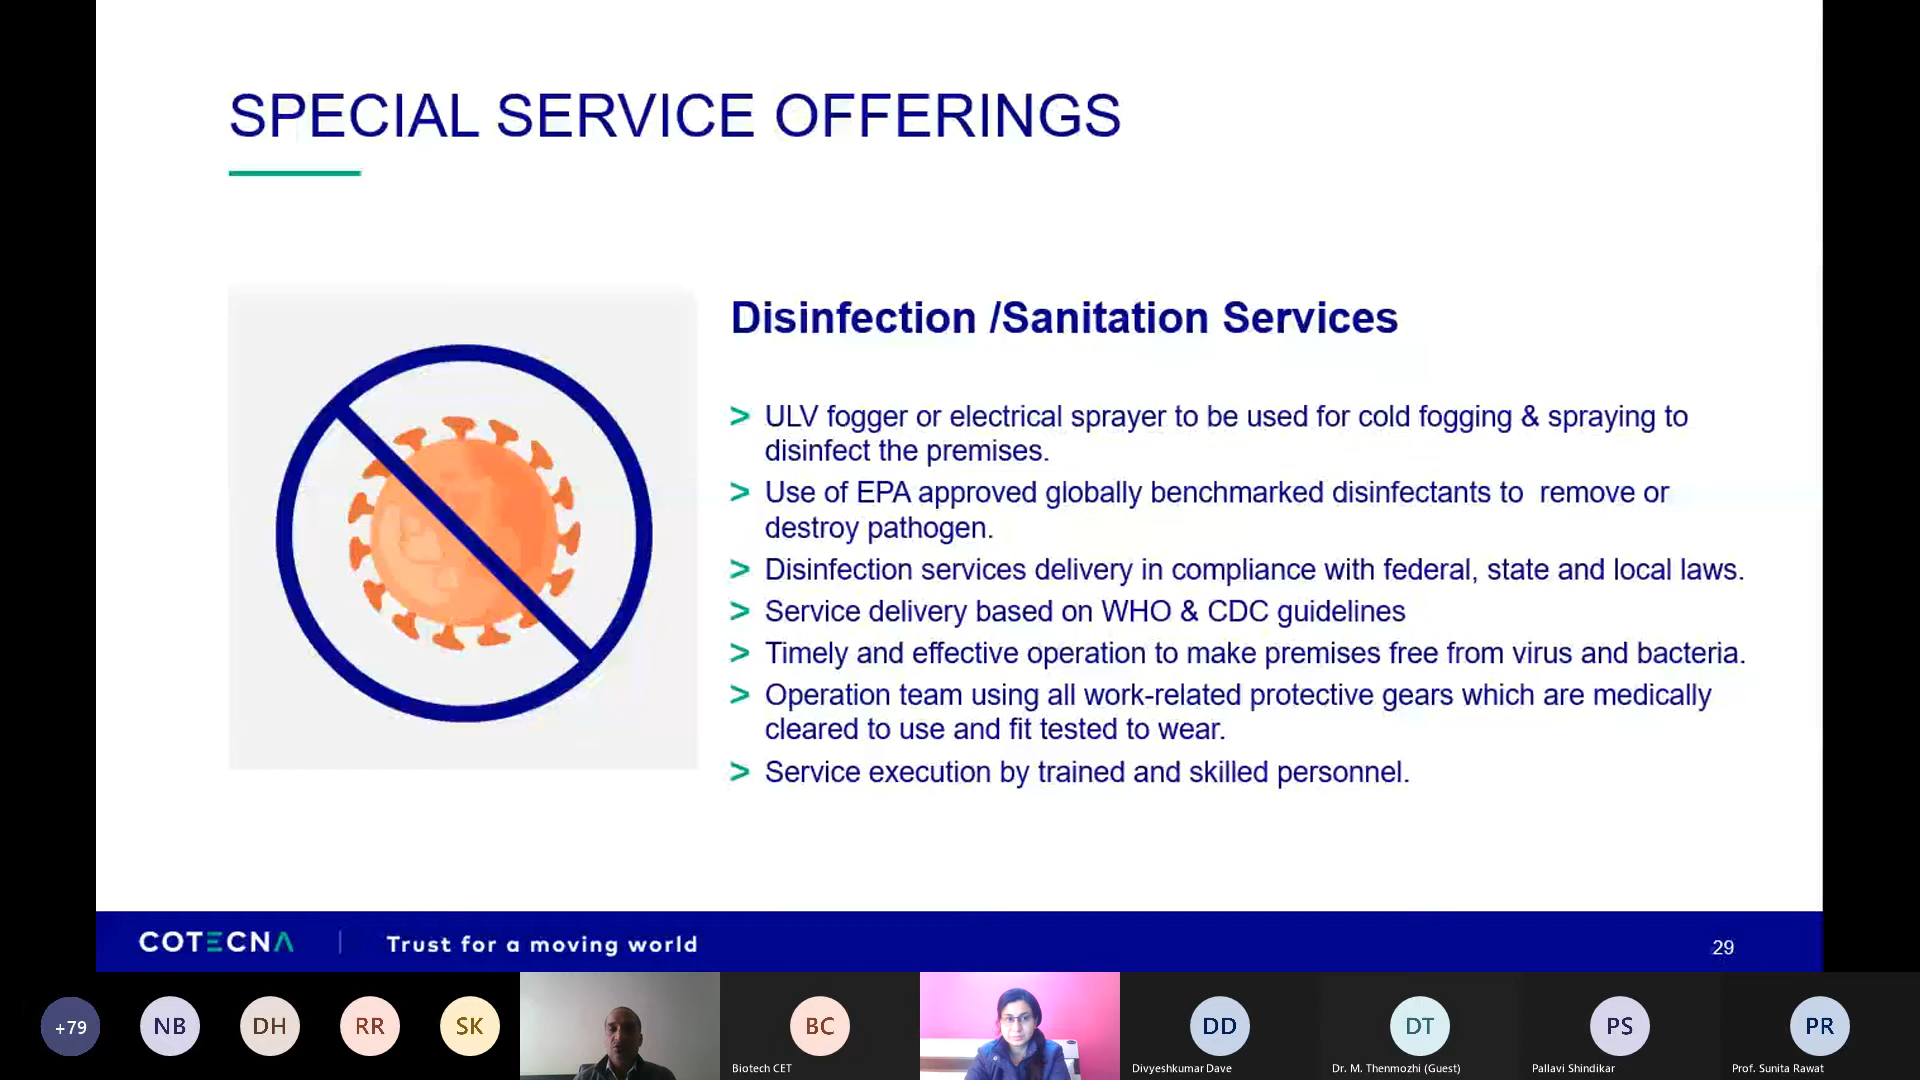 SPECIAL SERVICE OFFERINGS
Disinfection /Sanitation Services
> ULV fogger or electrical sprayer to be used for cold fogging & spraying to
disinfect the premises.
> Use of EPA approved globally benchmarked disinfectants to remove or
destroy pathogen.
> Disinfection services delivery in compliance with federal, state and local laws.
> Service delivery based on WHO & CDC guidelines
> Timely and effective operation to make premises free from virus and bacteria.
> Operation team using all work-related protective gears which are medically
cleared to use and fit tested to wear.
> Service execution by trained and skilled personnel.
COTECNA | Trust for a moving world
29
+79
NB
DH
RR
SK
BC
Biotech CET
DD
Divyeshkumar Dave
DT
Dr. M. Thenmozhi (Guest)
PS
Pallavi Shindikar
PR
Prof. Sunita Rawat